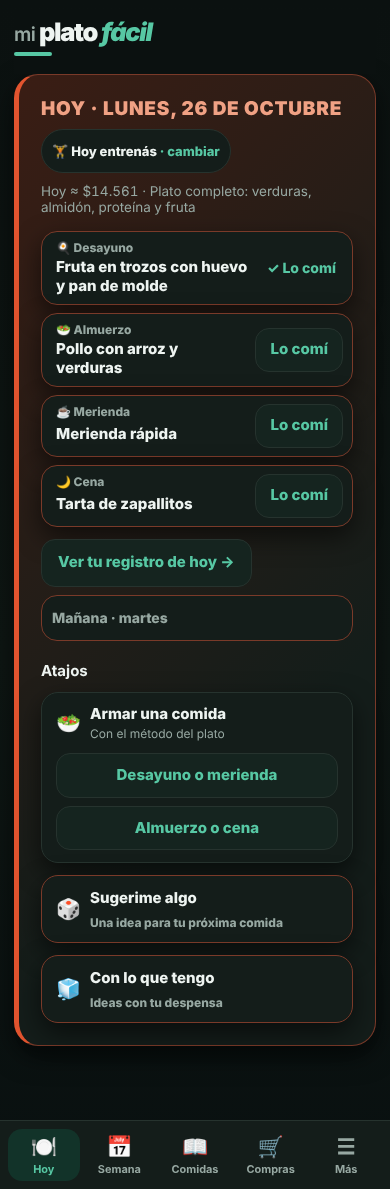 mi plato fácil
HOY · LUNES, 26 DE OCTUBRE
🏋️ Hoy entrenás · cambiar
Hoy ≈ $14.561 · Plato completo: verduras,
almidón, proteína y fruta
🍳 Desayuno
Fruta en trozos con huevo
y pan de molde
✓ Lo comí
🥗 Almuerzo
Pollo con arroz y
verduras
Lo comí
☕ Merienda
Merienda rápida
Lo comí
🌙 Cena
Tarta de zapallitos
Lo comí
Ver tu registro de hoy →
Mañana · martes
Atajos
🥗 Armar una comida
Con el método del plato
Desayuno o merienda
Almuerzo o cena
🎲 Sugerime algo
Una idea para tu próxima comida
🧊 Con lo que tengo
Ideas con tu despensa
Hoy Semana Comidas Compras Más